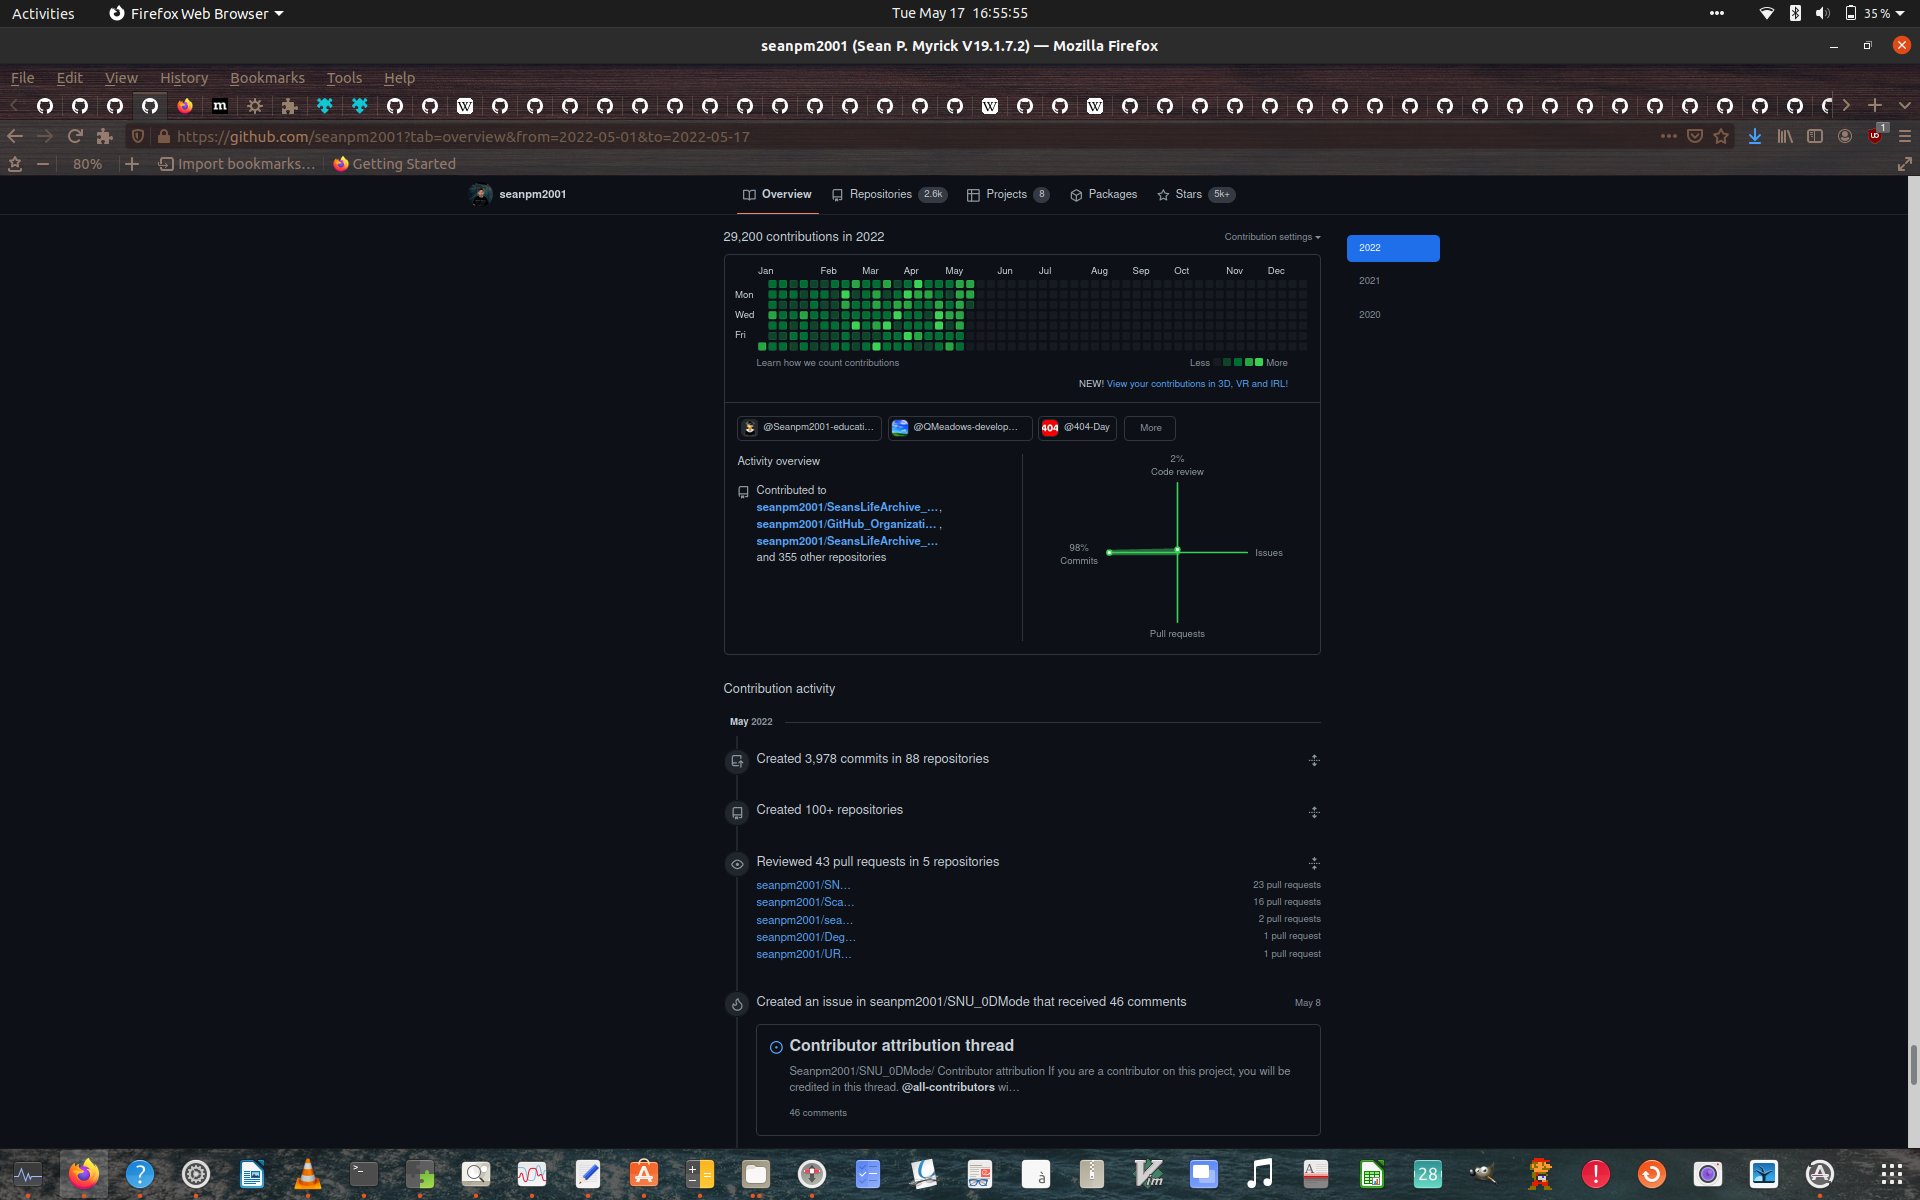 Activities
Firefox Web Browser
Tue May 17 16:55:55
35 %
seanpm2001 (Sean P. Myrick V19.1.7.2) — Mozilla Firefox
File Edit View History Bookmarks Tools Help
https://github.com/seanpm2001?tab=overview&from=2022-05-01&to=2022-05-17
1
80%
Import bookmarks...
Getting Started
seanpm2001
Overview
Repositories 2.6k
Projects 8
Packages
Stars 5k+
29,200 contributions in 2022
Contribution settings
2022
2021
2020
Jan Feb Mar Apr May Jun Jul Aug Sep Oct Nov Dec
Mon
Wed
Fri
Learn how we count contributions
Less More
NEW! View your contributions in 3D, VR and IRL!
@Seanpm2001-educati...
@QMeadows-develop...
404 @404-Day
More
Activity overview
Contributed to
seanpm2001/SeansLifeArchive_...,
seanpm2001/GitHub_Organizati... ,
seanpm2001/SeansLifeArchive_...
and 355 other repositories
2%
Code review
98%
Commits
Issues
Pull requests
Contribution activity
May 2022
Created 3,978 commits in 88 repositories
Created 100+ repositories
Reviewed 43 pull requests in 5 repositories
seanpm2001/SN... 23 pull requests
seanpm2001/Sca... 16 pull requests
seanpm2001/sea... 2 pull requests
seanpm2001/Deg... 1 pull request
seanpm2001/UR... 1 pull request
Created an issue in seanpm2001/SNU_0DMode that received 46 comments
May 8
Contributor attribution thread
Seanpm2001/SNU_0DMode/ Contributor attribution If you are a contributor on this project, you will be
credited in this thread. @all-contributors wi...
46 comments
28